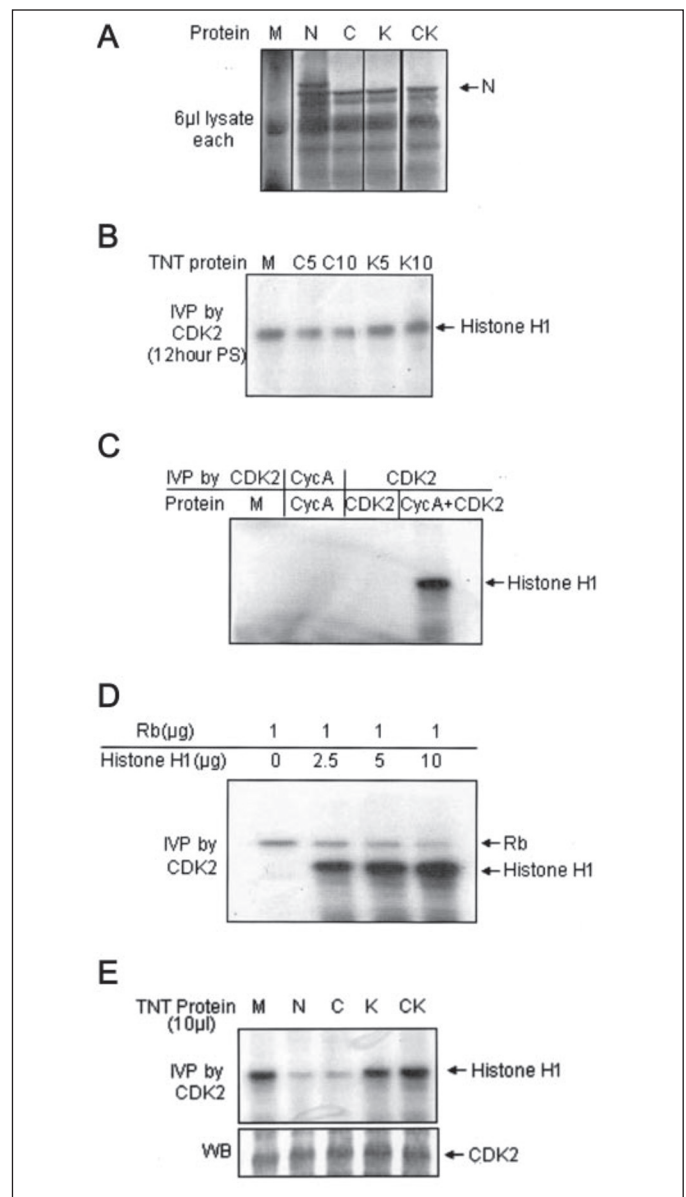 A
Protein M N C K CK
←N
6µl lysate
each
B
TNT protein M C5 C10 K5 K10
IVP by
CDK2
(12hour PS)
← Histone H1
C
IVP by CDK2 CycA CDK2
Protein M CycA CDK2 CycA+CDK2
← Histone H1
D
Rb(µg) 1 1 1 1
Histone H1(µg) 0 2.5 5 10
IVP by
CDK2
←Rb
←Histone H1
E
TNT Protein M N C K CK
(10µl)
IVP by
CDK2
← Histone H1
WB
← CDK2